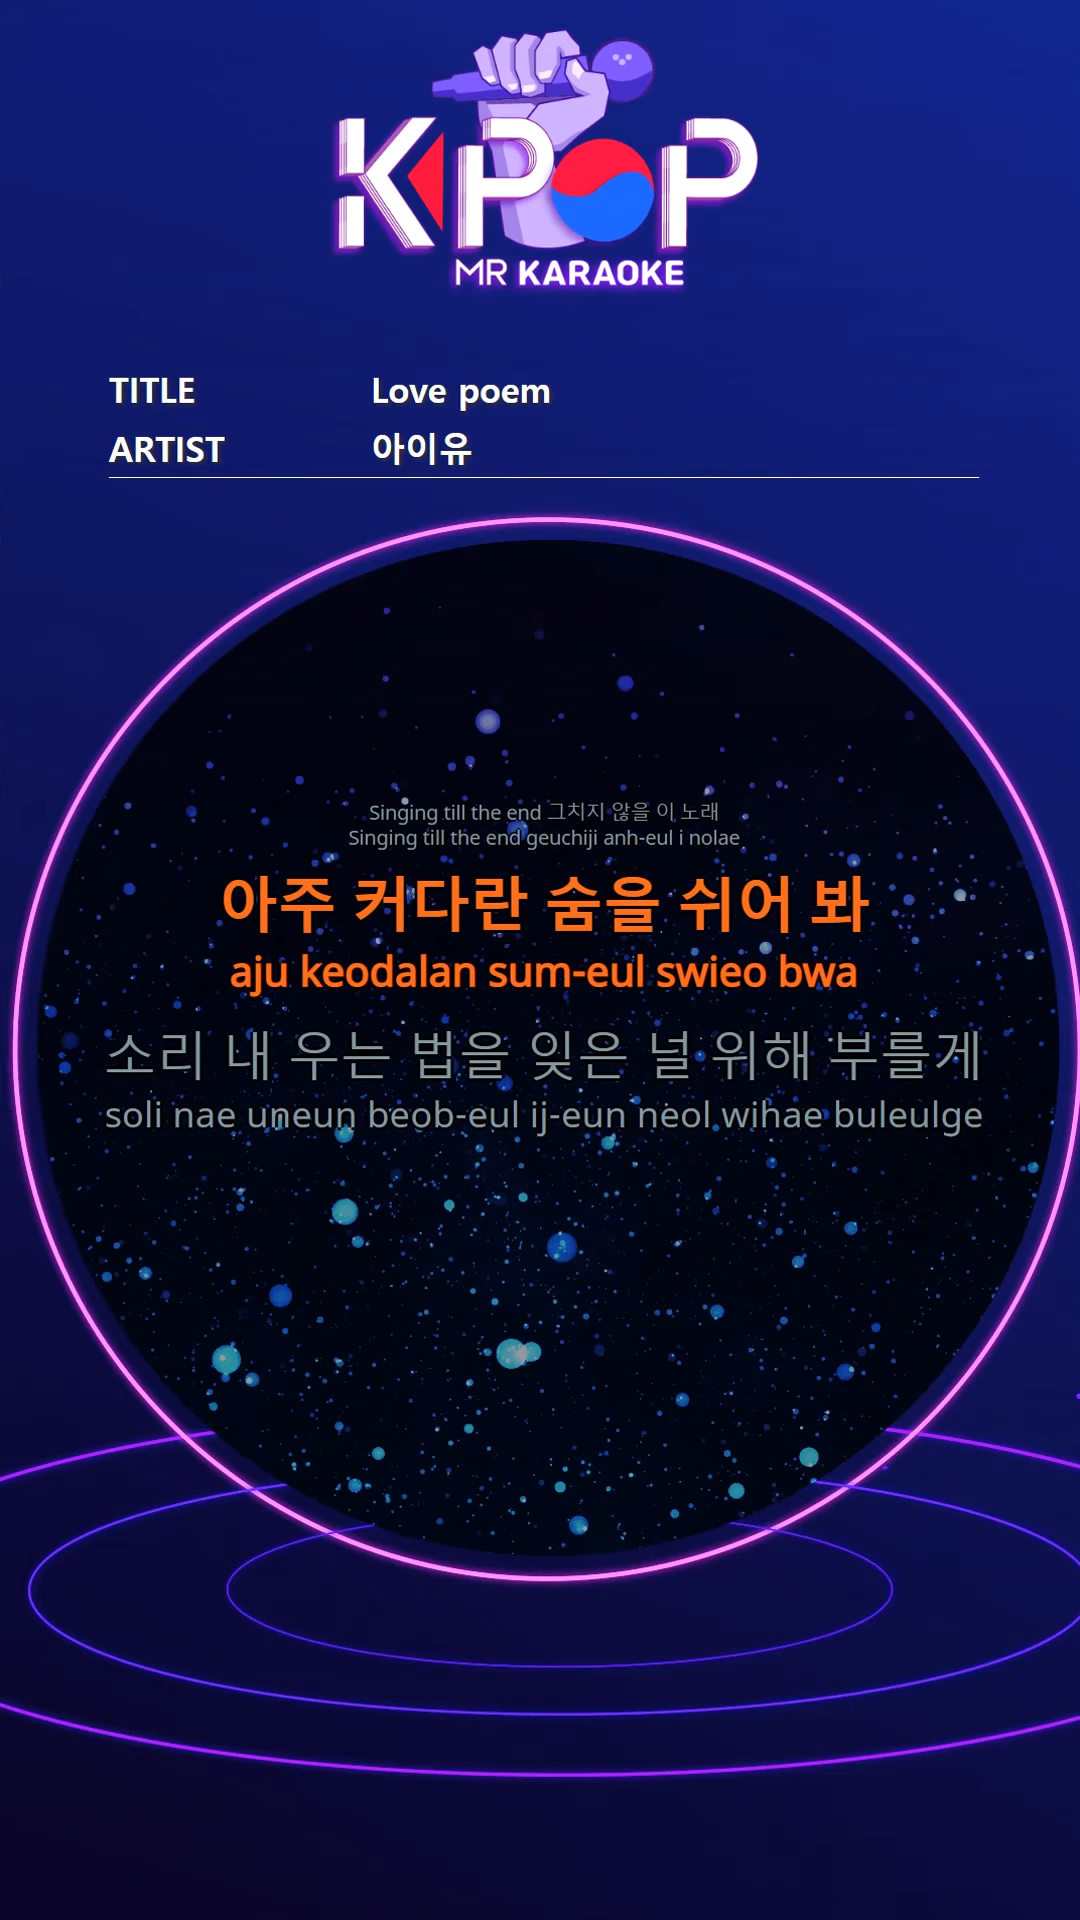 KPOP
MR KARAOKE
TITLE Love poem
ARTIST 아이유
Singing till the end 그치지 않을 이 노래
Singing till the end geuchiji anh-eul i nolae
아주 커다란 숨을 쉬어 봐
aju keodalan sum-eul swieo bwa
소리 내 우는 법을 잊은 널 위해 부를게
soli nae uneun beob-eul ij-eun neol wihae buleulge